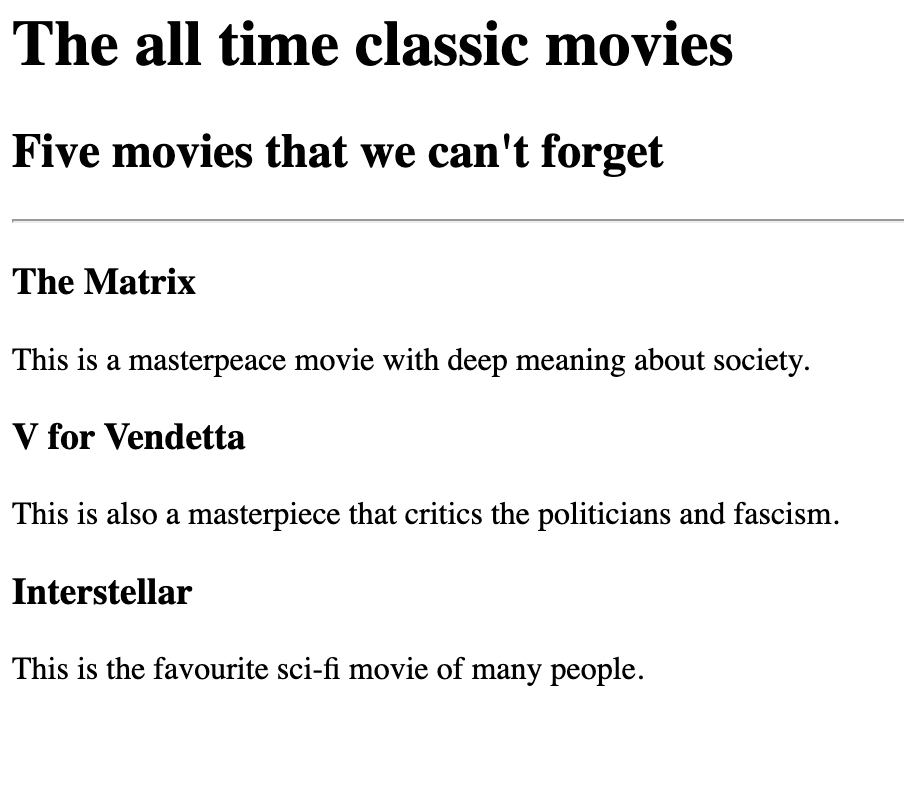 The all time classic movies
Five movies that we can't forget
The Matrix
This is a masterpeace movie with deep meaning about society.
V for Vendetta
This is also a masterpiece that critics the politicians and fascism.
Interstellar
This is the favourite sci-fi movie of many people.